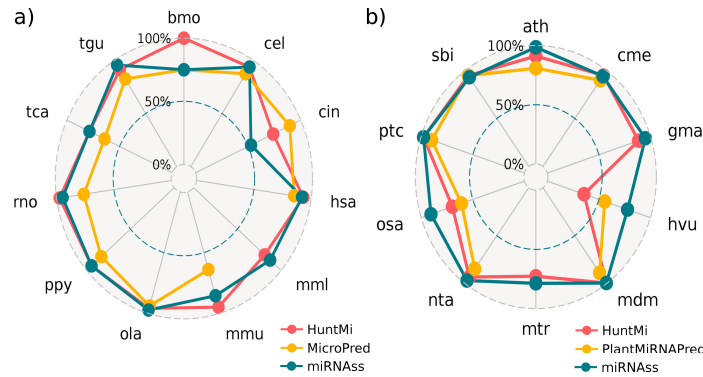 a)
bmo
tgu
cel
100%
tca
cin
50%
0%
rno
hsa
ppy
mml
ola
mmu
HuntMi
MicroPred
miRNAss
b)
ath
sbi
cme
100%
ptc
gma
50%
0%
osa
hvu
nta
mdm
mtr
HuntMi
PlantMiRNAPred
miRNAss